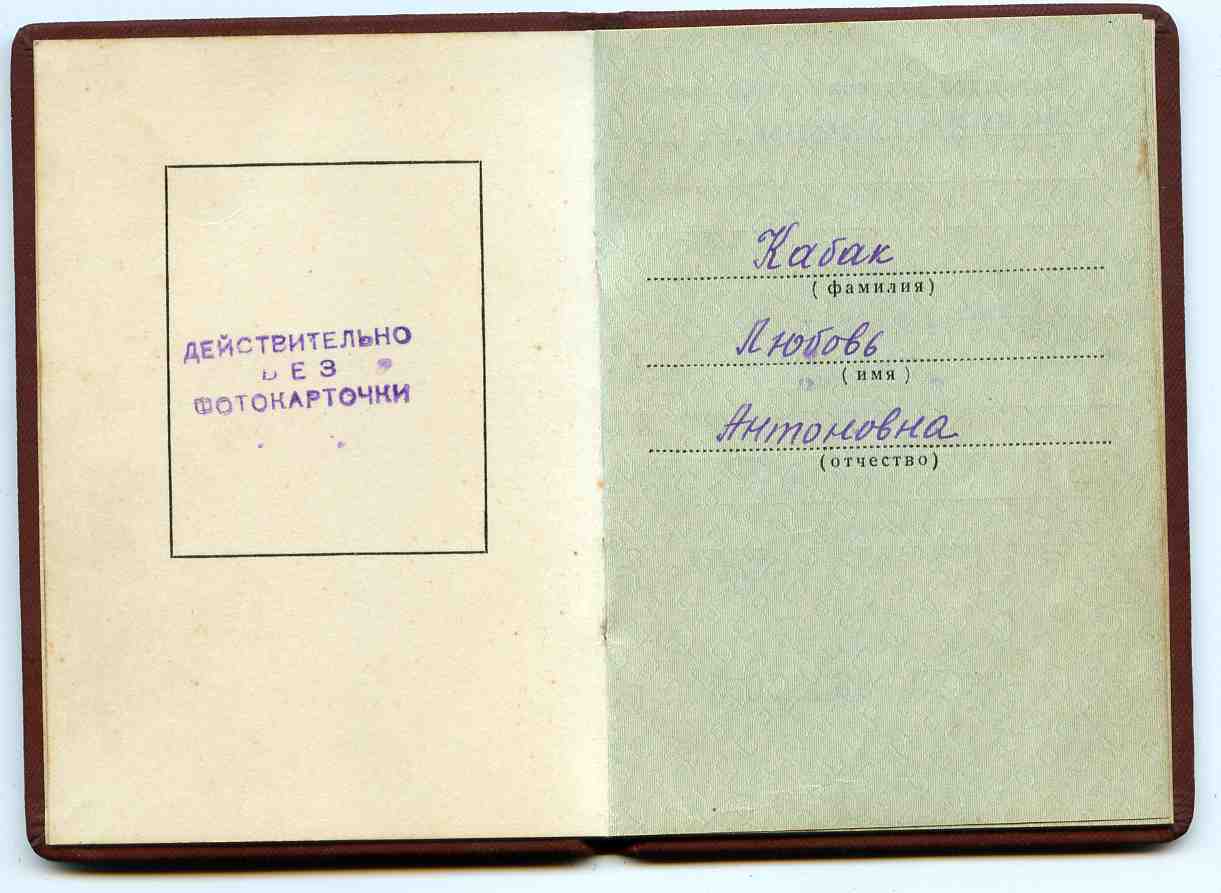 ДЕЙСТВИТЕЛЬНО
БЕЗ
ФОТОКАРТОЧКИ
Кабак
(фамилия)
Любовь
(имя)
Антоновна
(отчество)